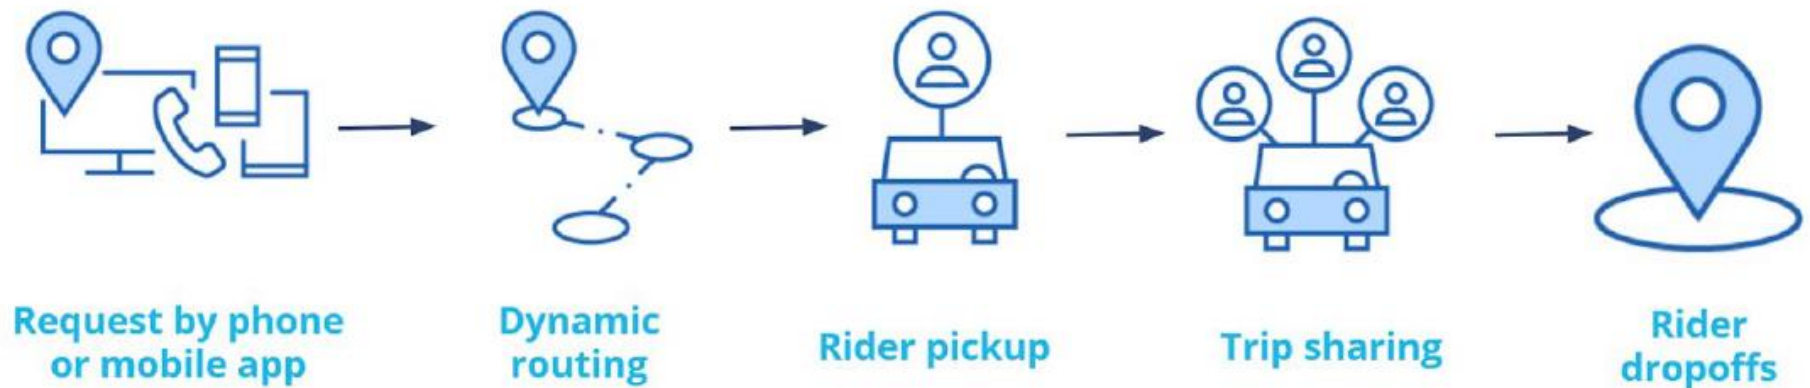 Request by phone
or mobile app
Dynamic
routing
Rider pickup
Trip sharing
Rider
dropoffs